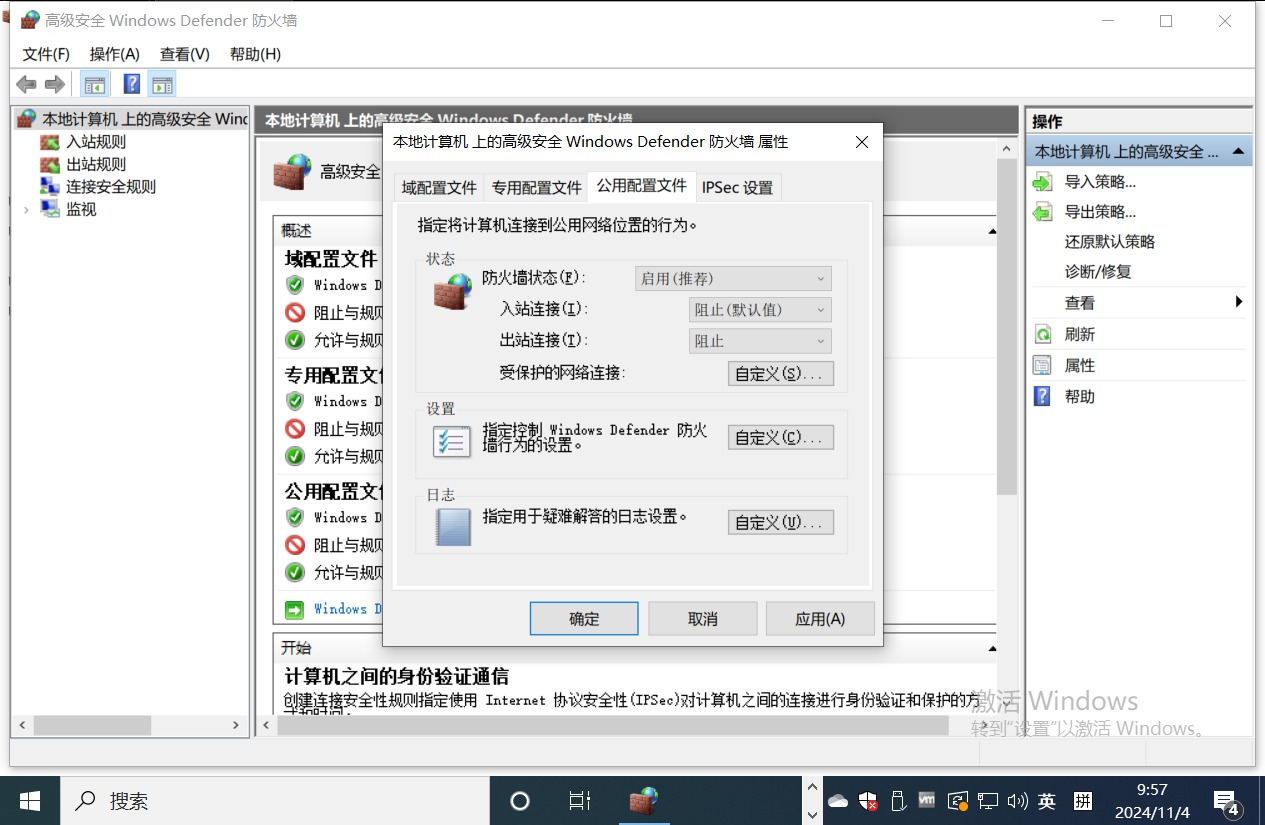 高级安全 Windows Defender 防火墙
文件(F) 操作(A) 查看(V) 帮助(H)
本地计算机 上的高级安全 Wind
入站规则
出站规则
连接安全规则
监视
本地计算机 上的高级安全 Windows Defender 防火墙
高级安全
概述
域配置文件
Windows D
阻止与规则
允许与规则
专用配置文件
Windows D
阻止与规则
允许与规则
公用配置文件
Windows D
阻止与规则
允许与规则
Windows D
开始
计算机之间的身份验证通信
创建连接安全性规则指定使用 Internet 协议安全性(IPSec)对计算机之间的连接进行身份验证和保护的方
式和时间。
本地计算机 上的高级安全 Windows Defender 防火墙 属性
域配置文件 专用配置文件 公用配置文件 IPSec 设置
指定将计算机连接到公用网络位置的行为。
状态
防火墙状态(F): 启用(推荐)
入站连接(I): 阻止(默认值)
出站连接(T): 阻止
受保护的网络连接: 自定义(S)...
设置
指定控制 Windows Defender 防火
墙行为的设置。
自定义(C)...
日志
指定用于疑难解答的日志设置。 自定义(U)...
确定 取消 应用(A)
操作
本地计算机 上的高级安全 ...
导入策略...
导出策略...
还原默认策略
诊断/修复
查看
刷新
属性
帮助
激活 Windows
转到"设置"以激活 Windows。
搜索
英
拼
9:57
2024/11/4
4